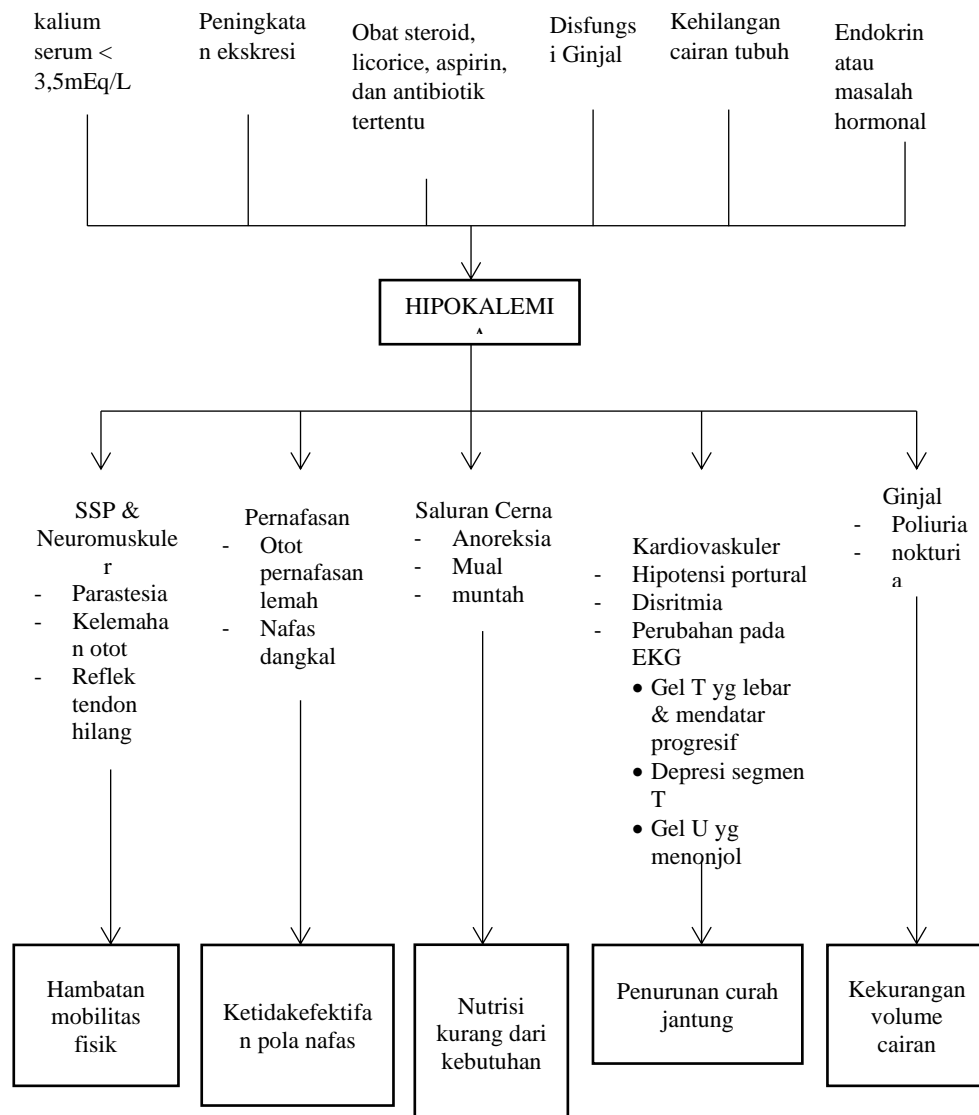 kalium
serum <
3,5mEq/L
Peningkata
n ekskresi
Obat steroid,
licorice, aspirin,
dan antibiotik
tertentu
Disfungs
i Ginjal
Kehilangan
cairan tubuh
Endokrin
atau
masalah
hormonal
HIPOKALEMI
A
SSP &
Neuromuskule
r
- Parastesia
- Kelemaha
n otot
- Reflek
tendon
hilang
Pernafasan
- Otot
pernafasan
lemah
- Nafas
dangkal
Saluran Cerna
- Anoreksia
- Mual
- muntah
Kardiovaskuler
- Hipotensi portural
- Disritmia
- Perubahan pada
EKG
• Gel T yg lebar
& mendatar
progresif
• Depresi segmen
T
• Gel U yg
menonjol
Ginjal
- Poliuria
- nokturi
a
Hambatan
mobilitas
fisik
Ketidakefektifa
n pola nafas
Nutrisi
kurang dari
kebutuhan
Penurunan curah
jantung
Kekurangan
volume
cairan